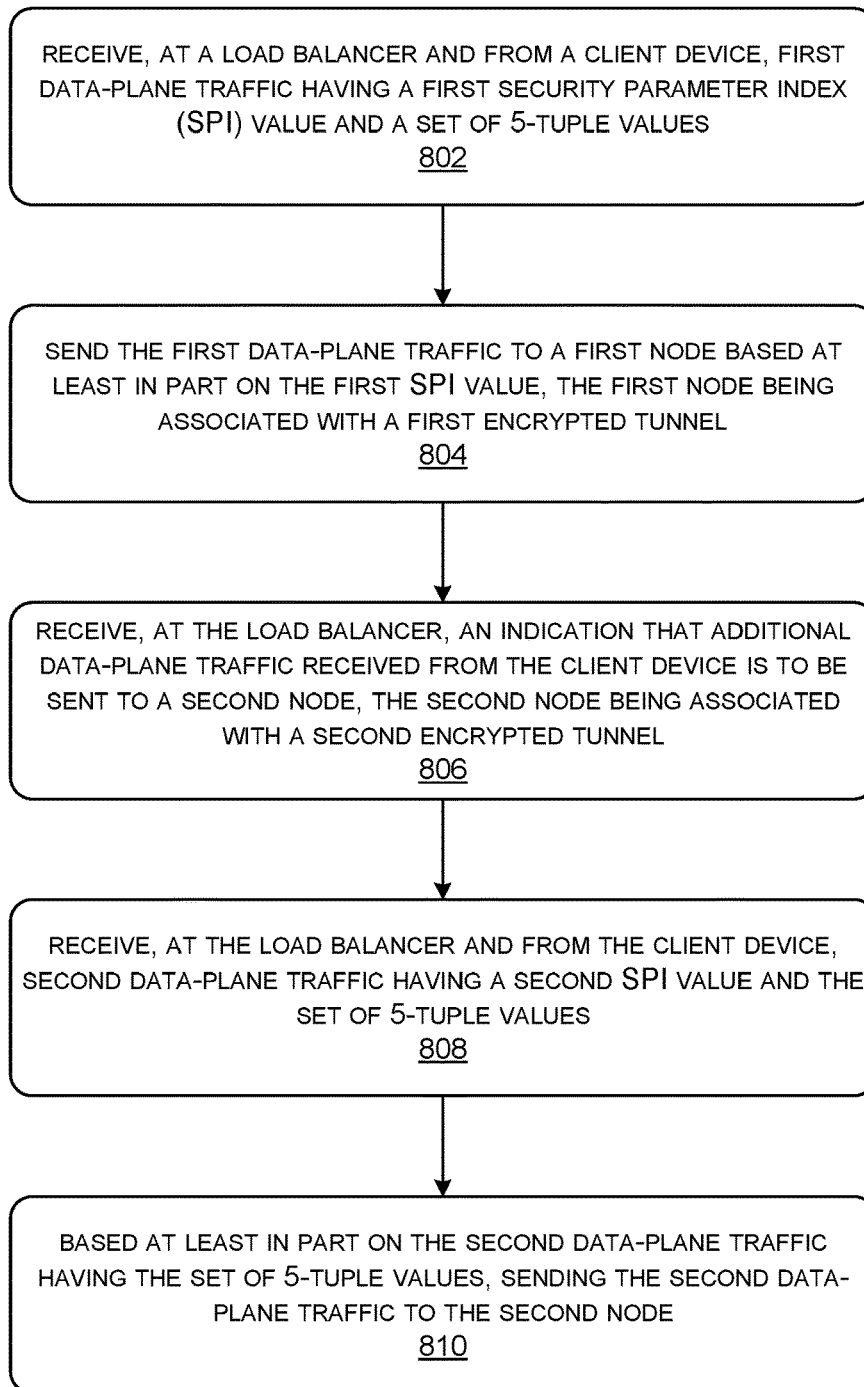 RECEIVE, AT A LOAD BALANCER AND FROM A CLIENT DEVICE, FIRST
DATA-PLANE TRAFFIC HAVING A FIRST SECURITY PARAMETER INDEX
(SPI) VALUE AND A SET OF 5-TUPLE VALUES
802
SEND THE FIRST DATA-PLANE TRAFFIC TO A FIRST NODE BASED AT
LEAST IN PART ON THE FIRST SPI VALUE, THE FIRST NODE BEING
ASSOCIATED WITH A FIRST ENCRYPTED TUNNEL
804
RECEIVE, AT THE LOAD BALANCER, AN INDICATION THAT ADDITIONAL
DATA-PLANE TRAFFIC RECEIVED FROM THE CLIENT DEVICE IS TO BE
SENT TO A SECOND NODE, THE SECOND NODE BEING ASSOCIATED
WITH A SECOND ENCRYPTED TUNNEL
806
RECEIVE, AT THE LOAD BALANCER AND FROM THE CLIENT DEVICE,
SECOND DATA-PLANE TRAFFIC HAVING A SECOND SPI VALUE AND THE
SET OF 5-TUPLE VALUES
808
BASED AT LEAST IN PART ON THE SECOND DATA-PLANE TRAFFIC
HAVING THE SET OF 5-TUPLE VALUES, SENDING THE SECOND DATA-
PLANE TRAFFIC TO THE SECOND NODE
810